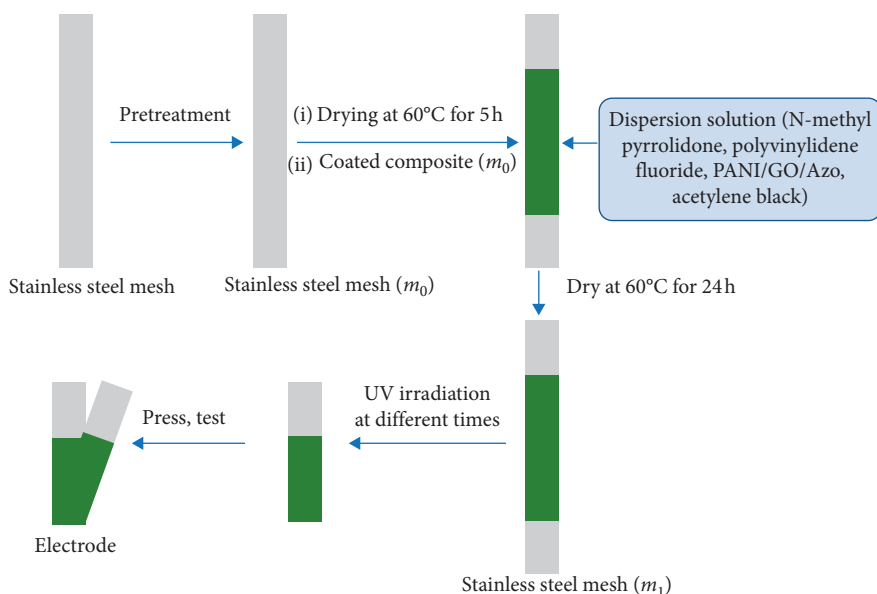 Pretreatment
(i) Drying at 60°C for 5 h
(ii) Coated composite (m₀)
Dispersion solution (N-methyl
pyrrolidone, polyvinylidene
fluoride, PANI/GO/Azo,
acetylene black)
Stainless steel mesh
Stainless steel mesh (m₀)
Dry at 60°C for 24 h
UV irradiation
at different times
Press, test
Electrode
Stainless steel mesh (m₁)